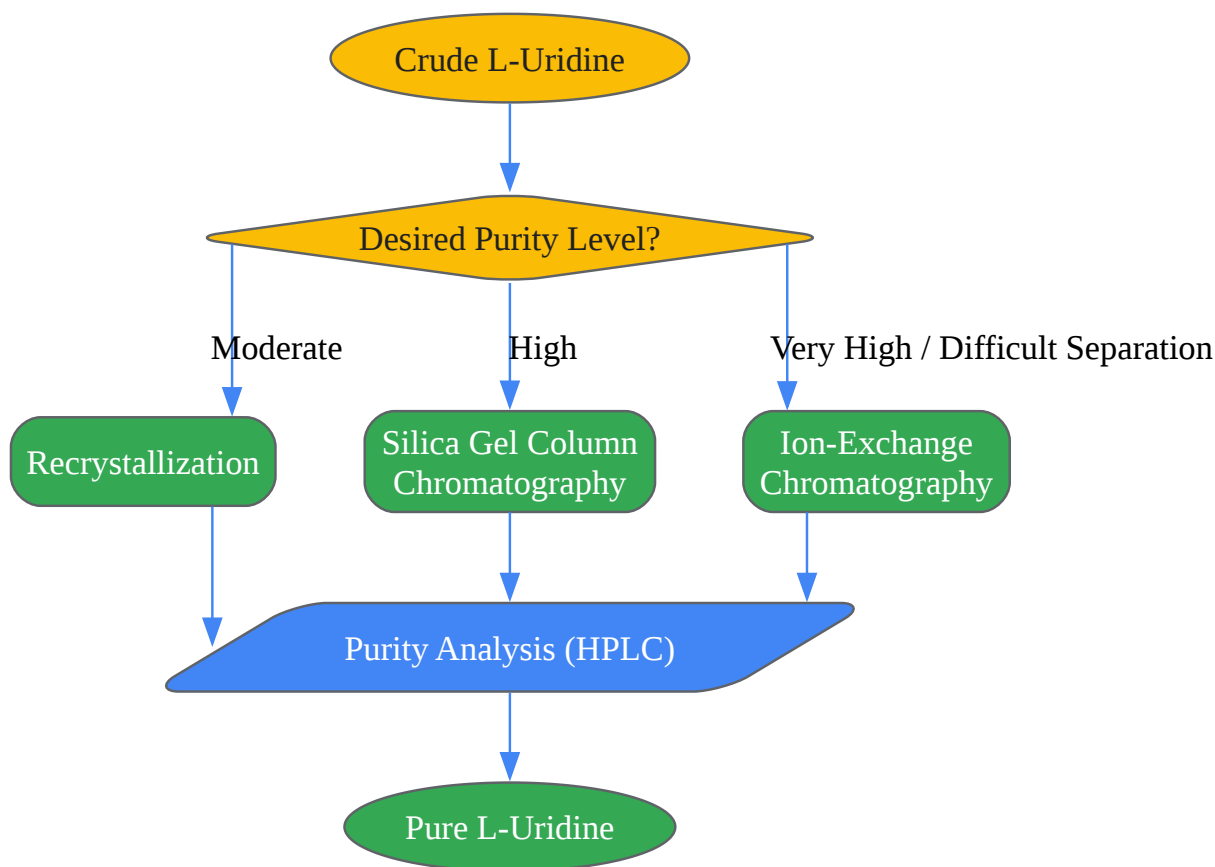 Crude L-Uridine
Desired Purity Level?
Moderate
High
Very High / Difficult Separation
Recrystallization
Silica Gel Column
Chromatography
Ion-Exchange
Chromatography
Purity Analysis (HPLC)
Pure L-Uridine